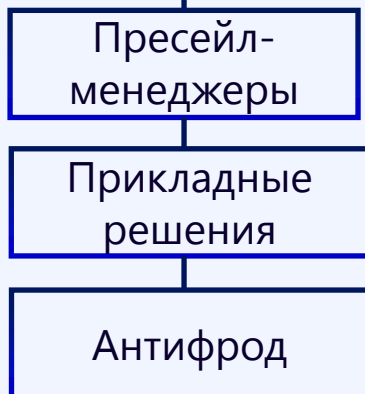 Пресейл-
менеджеры
Прикладные
решения
Антифрод